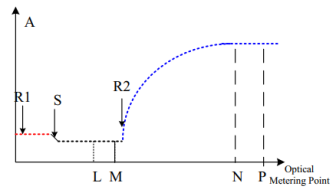 A
R1
S
R2
L M N P
Optical
Metering Point